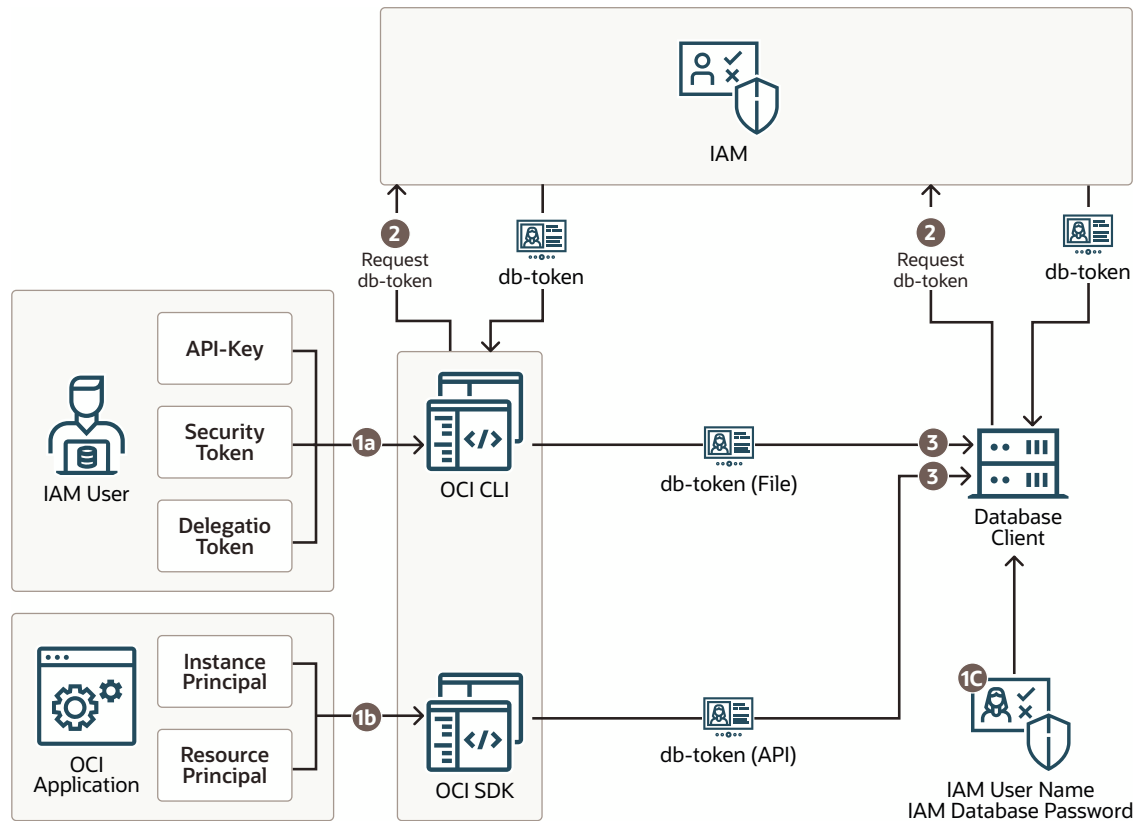 IAM
2
Request
db-token
db-token
2
Request
db-token
db-token
API-Key
Security
Token
Delegatio
Token
IAM User
1a
</>
OCI CLI
db-token (File)
3
3
Database
Client
Instance
Principal
Resource
Principal
OCI
Application
1b
</>
OCI SDK
db-token (API)
1C
IAM User Name
IAM Database Password